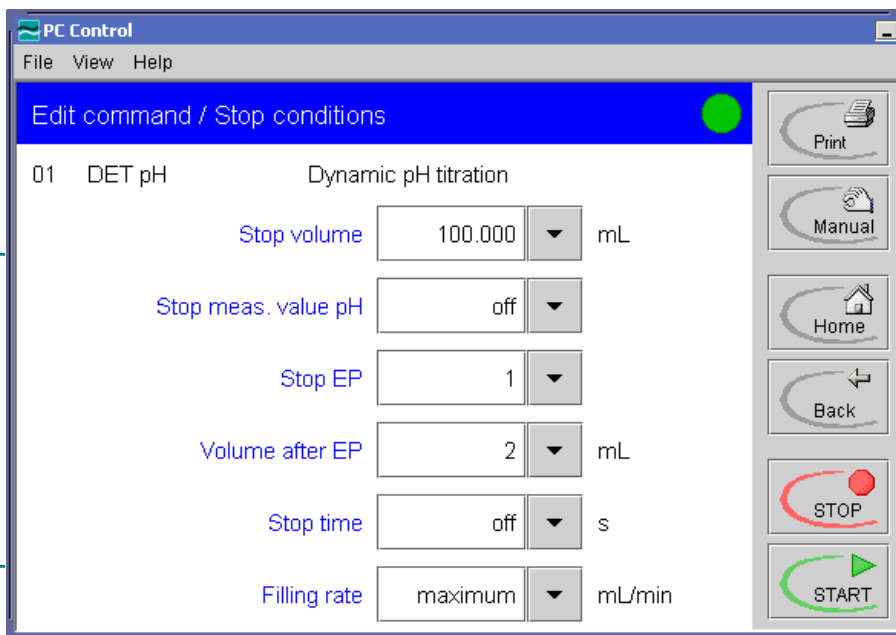 PC Control
File View Help
Edit command / Stop conditions
01 DET pH Dynamic pH titration
Stop volume 100.000 mL
Stop meas. value pH off
Stop EP 1
Volume after EP 2 mL
Stop time off s
Filling rate maximum mL/min
Print
Manual
Home
Back
STOP
START